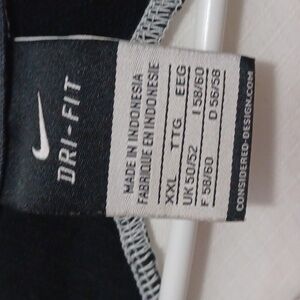 DRI-FIT
MADE IN INDONESIA
FABRIQUE EN INDONESIE
XXL TTG EEG
UK 50/52 I 58/60
F 58/60 D 56/58
CONSIDERED-DESIGN.COM